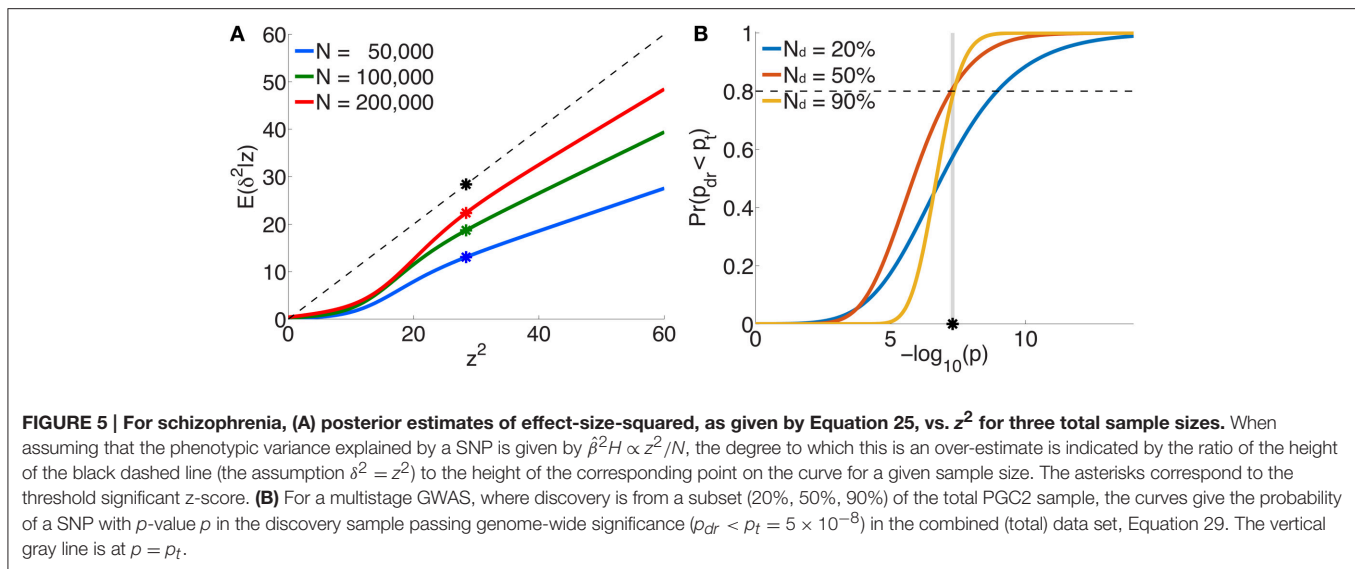 A
60
50
40
30
20
10
0
E(δ²|z)
N = 50,000
N = 100,000
N = 200,000
0 20 40 60
z²
B
1
0.8
0.6
0.4
0.2
0
Pr(p_dr < p_t)
N_d = 20%
N_d = 50%
N_d = 90%
0 5 10
−log₁₀(p)
FIGURE 5 | For schizophrenia, (A) posterior estimates of effect-size-squared, as given by Equation 25, vs. z² for three total sample sizes. When
assuming that the phenotypic variance explained by a SNP is given by β̂²H ∝ z²/N, the degree to which this is an over-estimate is indicated by the ratio of the height
of the black dashed line (the assumption δ² = z²) to the height of the corresponding point on the curve for a given sample size. The asterisks correspond to the
threshold significant z-score. (B) For a multistage GWAS, where discovery is from a subset (20%, 50%, 90%) of the total PGC2 sample, the curves give the probability
of a SNP with p-value p in the discovery sample passing genome-wide significance (p_dr < p_t = 5 × 10⁻⁸) in the combined (total) data set, Equation 29. The vertical
gray line is at p = p_t.